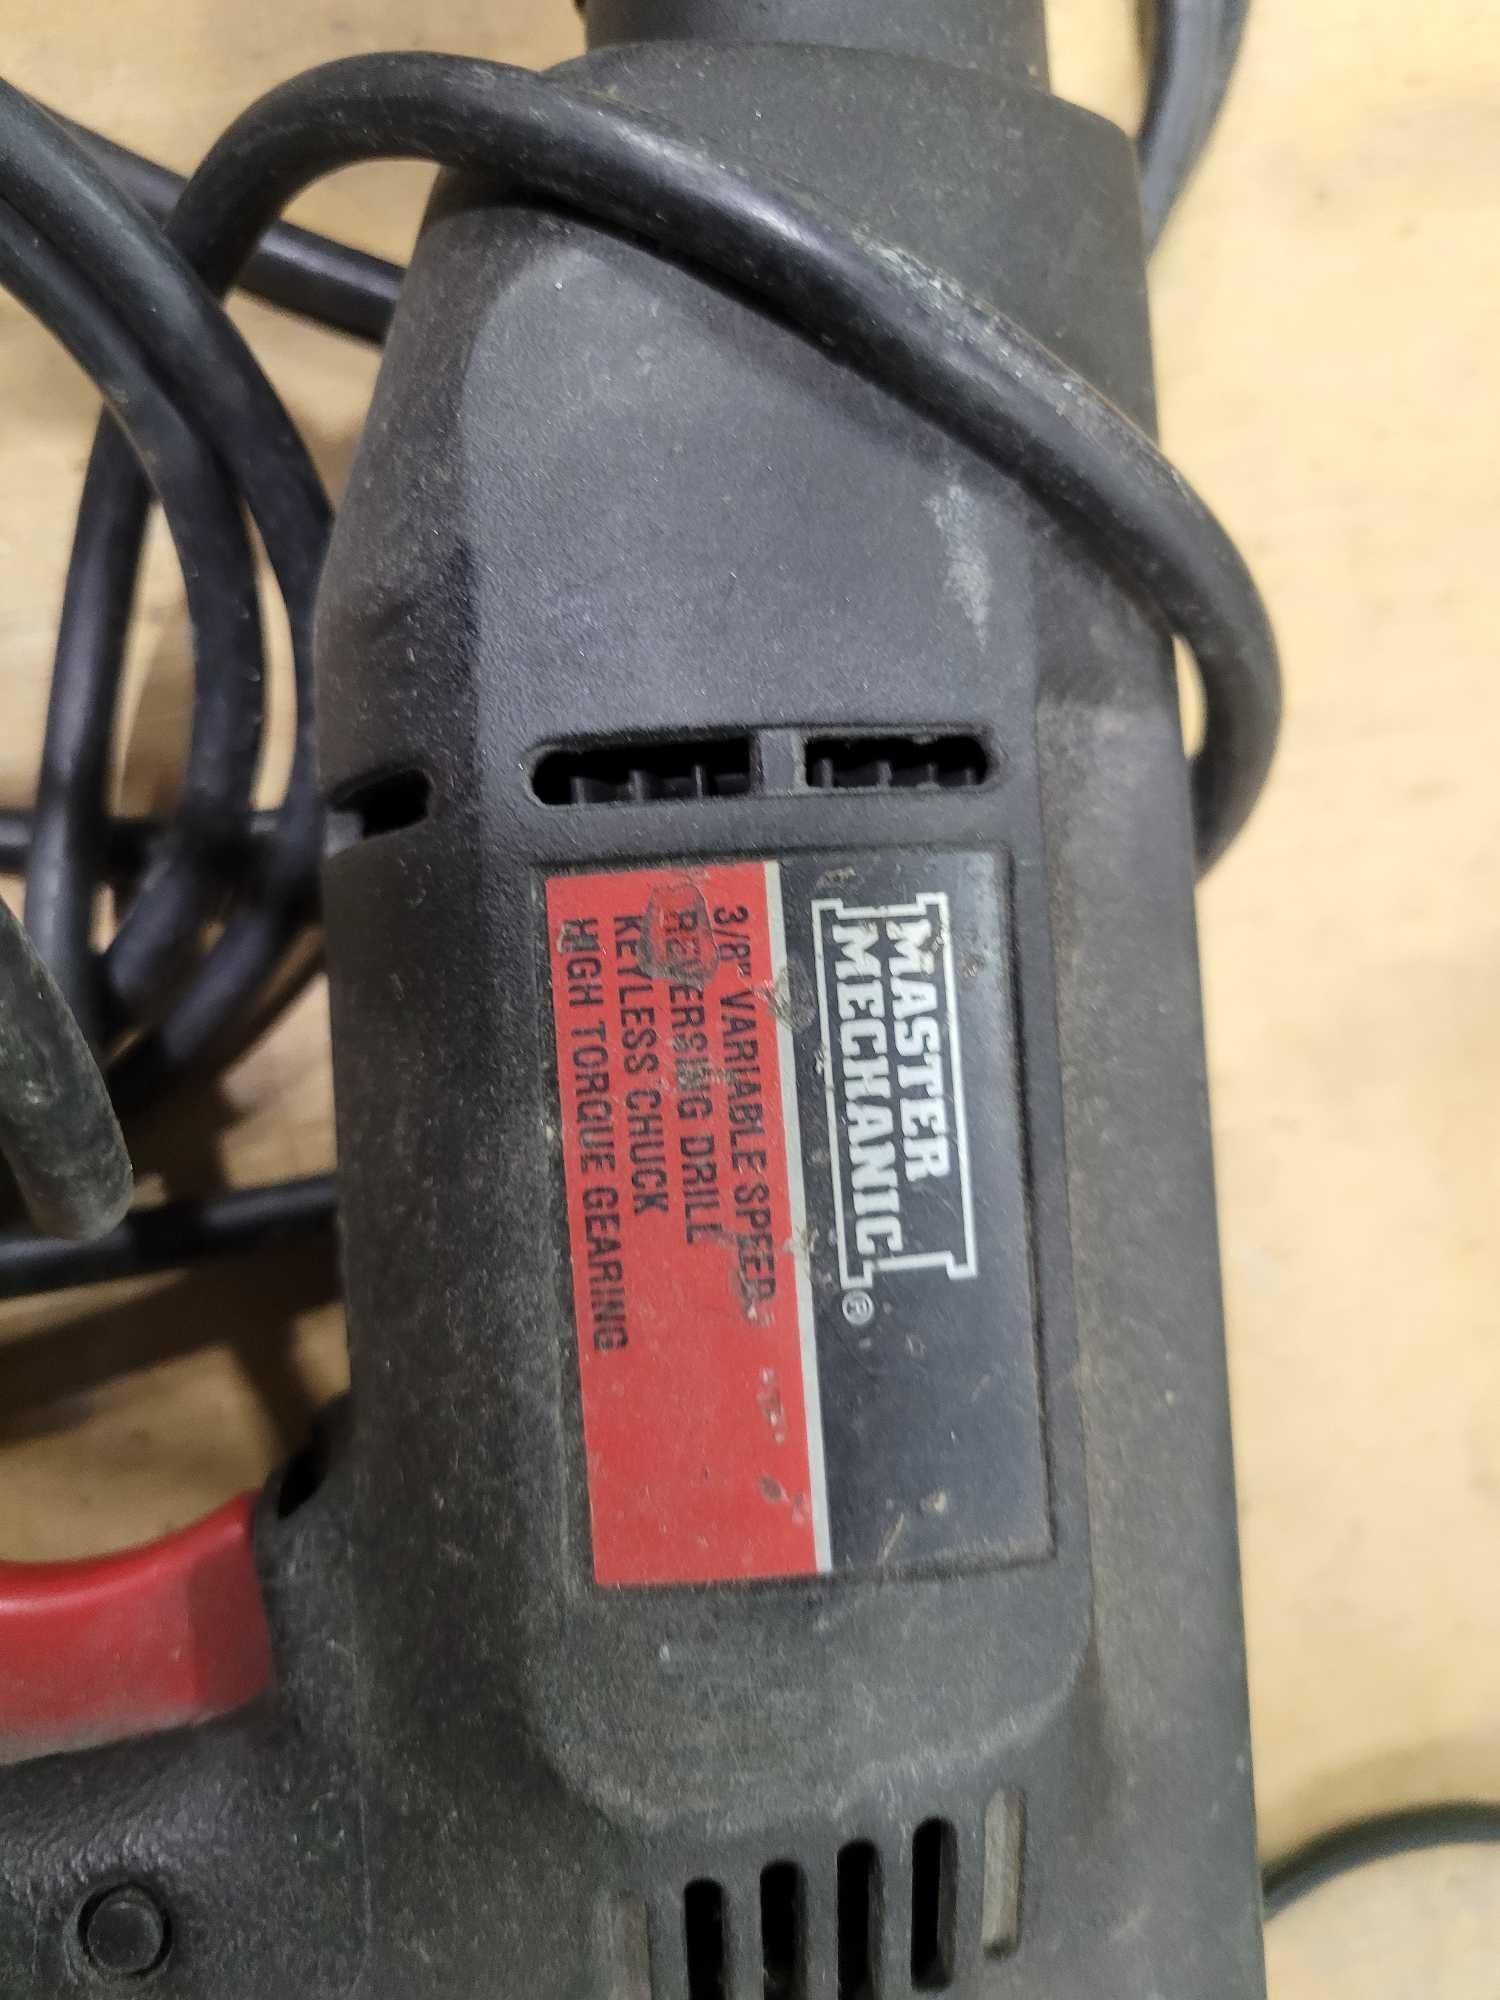 MASTER
MECHANIC®
3/8" VARIABLE SPEED
REVERSING DRILL
KEYLESS CHUCK
HIGH TORQUE GEARING